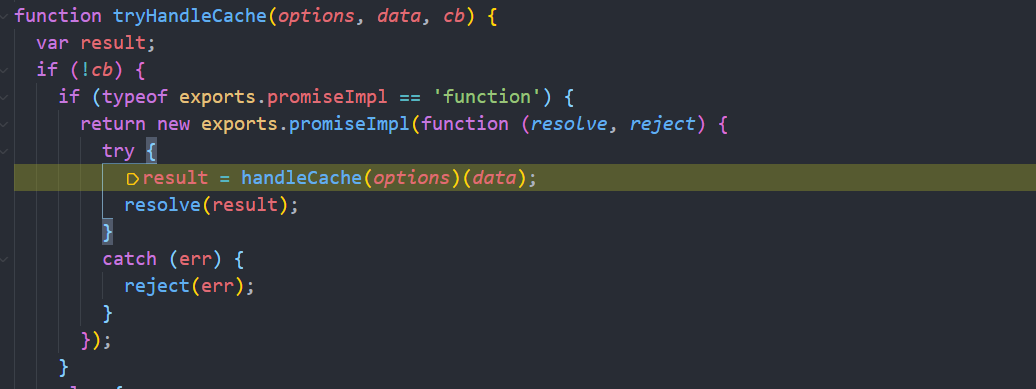 function tryHandleCache(options, data, cb) {
  var result;
  if (!cb) {
    if (typeof exports.promiseImpl == 'function') {
      return new exports.promiseImpl(function (resolve, reject) {
        try {
          result = handleCache(options)(data);
          resolve(result);
        }
        catch (err) {
          reject(err);
        }
      });
    }